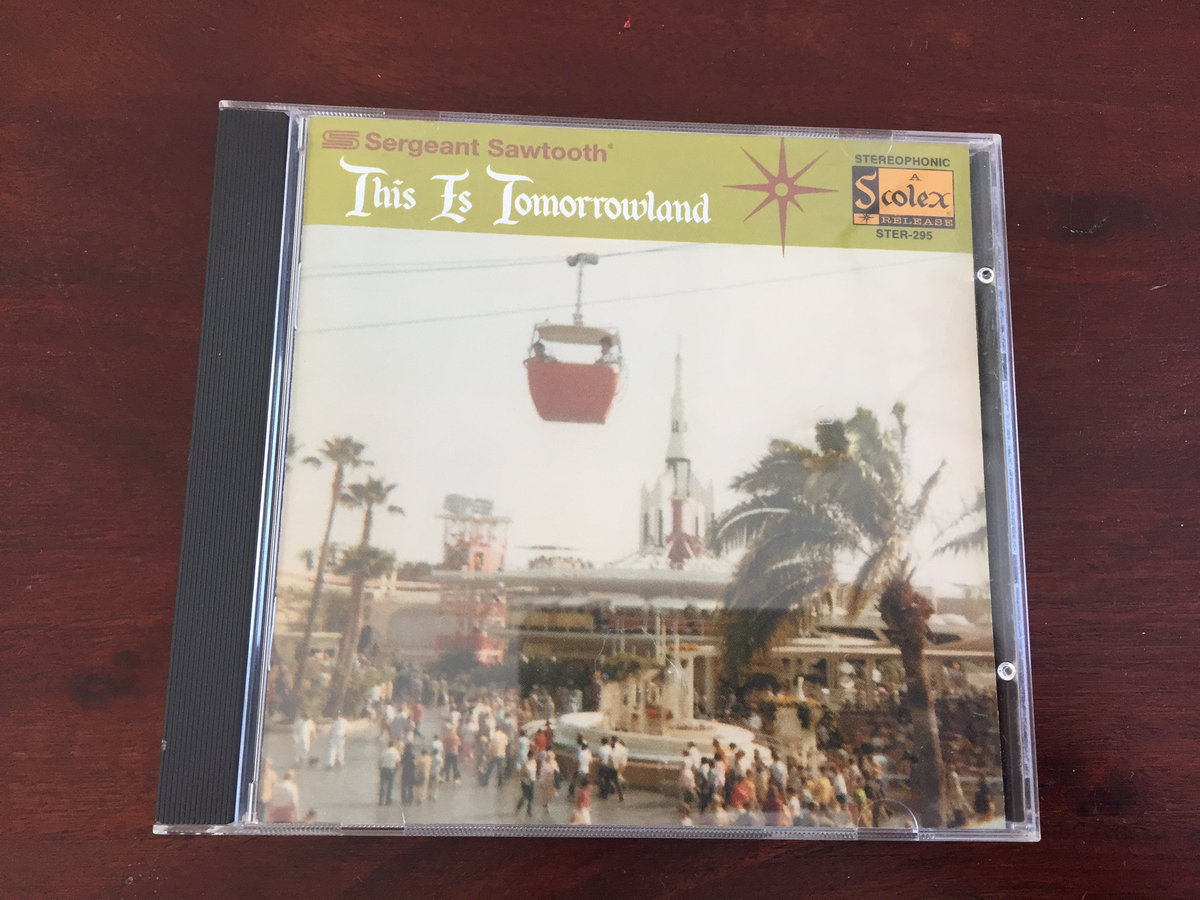 Sergeant Sawtooth
This Is Tomorrowland
STEREOPHONIC
A
Scolex
RELEASE
STER-295